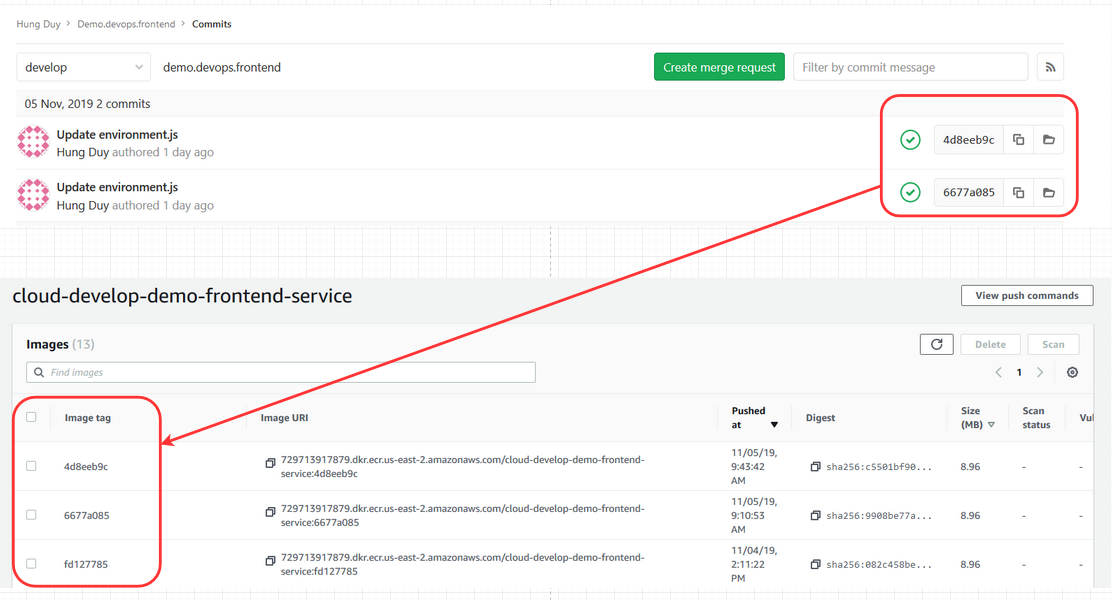 Hung Duy > Demo.devops.frontend > Commits
develop
demo.devops.frontend
Create merge request
Filter by commit message
05 Nov, 2019 2 commits
Update environment.js
Hung Duy authored 1 day ago
4d8eeb9c
Update environment.js
Hung Duy authored 1 day ago
6677a085
cloud-develop-demo-frontend-service
View push commands
Images (13)
Delete
Scan
Find images
1
Image tag
Image URI
Pushed
at
Digest
Size
(MB)
Scan
status
Vul
4d8eeb9c
729713917879.dkr.ecr.us-east-2.amazonaws.com/cloud-develop-demo-frontend-
service:4d8eeb9c
11/05/19,
9:43:42
AM
sha256:c5501bf90...
8.96
-
-
6677a085
729713917879.dkr.ecr.us-east-2.amazonaws.com/cloud-develop-demo-frontend-
service:6677a085
11/05/19,
9:10:53
AM
sha256:9908be77a...
8.96
-
-
fd127785
729713917879.dkr.ecr.us-east-2.amazonaws.com/cloud-develop-demo-frontend-
service:fd127785
11/04/19,
2:11:22
PM
sha256:082c458be...
8.96
-
-